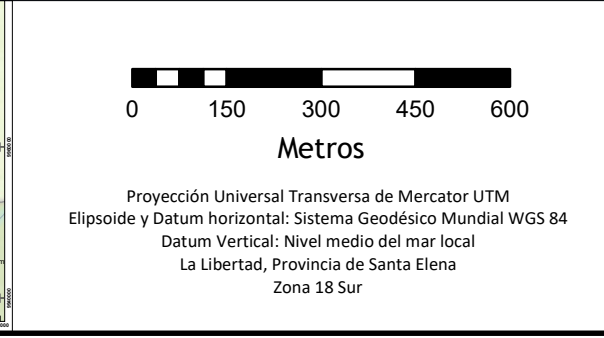 0 150 300 450 600
Metros
Proyección Universal Transversa de Mercator UTM
Elipsoide y Datum horizontal: Sistema Geodésico Mundial WGS 84
Datum Vertical: Nivel medio del mar local
La Libertad, Provincia de Santa Elena
Zona 18 Sur